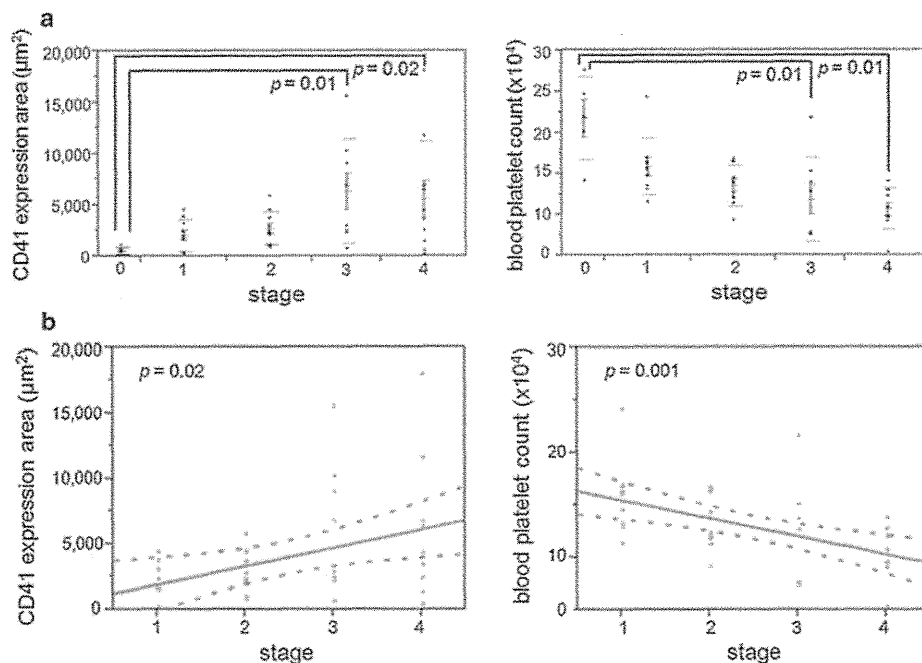 a
CD41 expression area (µm²)
20,000
15,000
10,000
5,000
0
p = 0.02
p = 0.01
0 1 2 3 4
stage
blood platelet count (x10⁴)
30
25
20
15
10
5
0
p = 0.01
p = 0.01
0 1 2 3 4
stage
b
CD41 expression area (µm²)
20,000
15,000
10,000
5,000
0
p = 0.02
1 2 3 4
stage
blood platelet count (x10⁴)
30
20
10
0
p = 0.001
1 2 3 4
stage